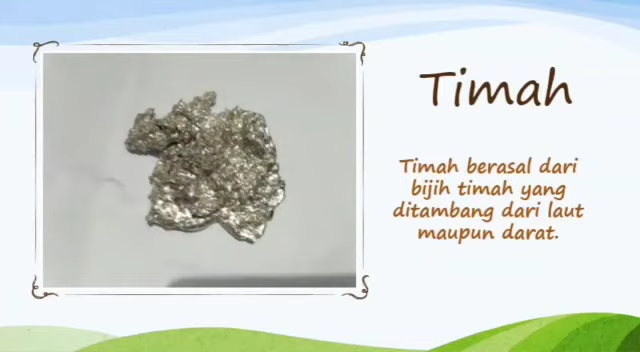 Timah
Timah berasal dari
bijih timah yang
ditambang dari laut
maupun darat.